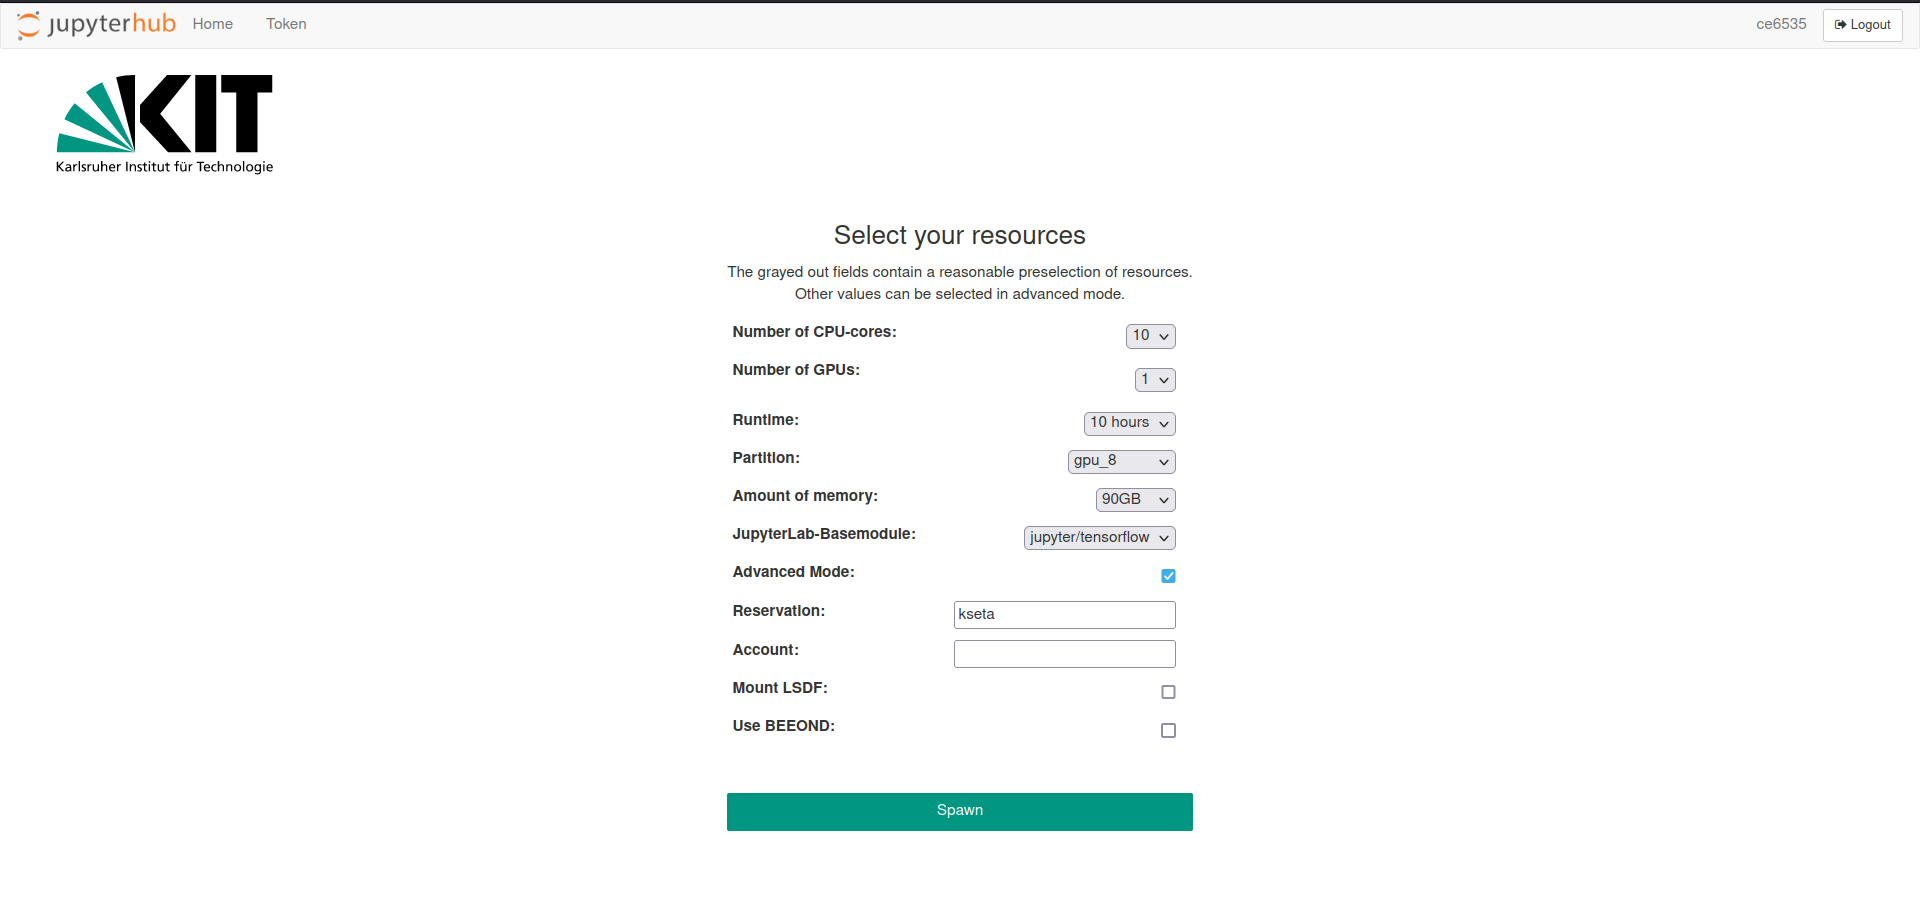 jupyterhub Home Token ce6535 Logout
KIT
Karlsruher Institut für Technologie
Select your resources
The grayed out fields contain a reasonable preselection of resources.
Other values can be selected in advanced mode.
Number of CPU-cores: 10
Number of GPUs: 1
Runtime: 10 hours
Partition: gpu_8
Amount of memory: 90GB
JupyterLab-Basemodule: jupyter/tensorflow
Advanced Mode:
Reservation: kseta
Account:
Mount LSDF:
Use BEEOND:
Spawn